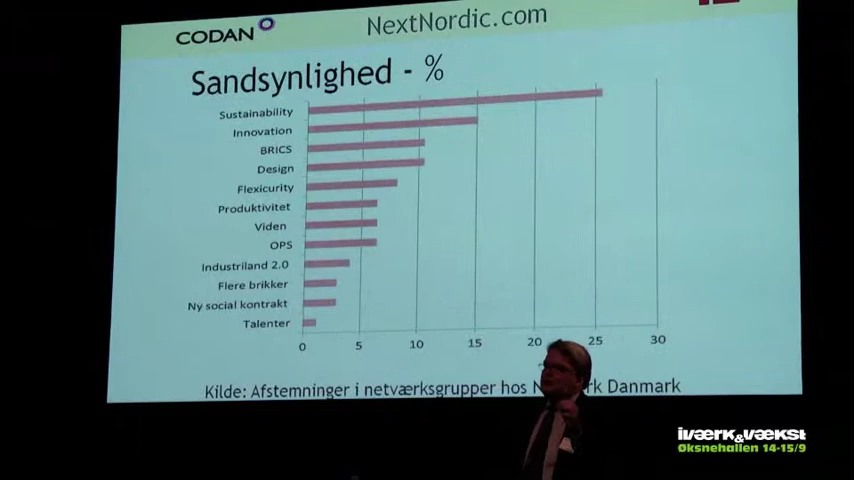 CODAN
NextNordic.com
Sandsynlighed - %
Sustainability
Innovation
BRICS
Design
Flexicurity
Produktivitet
Viden
OPS
Industriland 2.0
Flere brikker
Ny social kontrakt
Talenter
0 5 10 15 20 25 30
Kilde: Afstemninger i netværksgrupper hos N rk Danmark
iværk&vækst
Øksnehallen 14-15/9